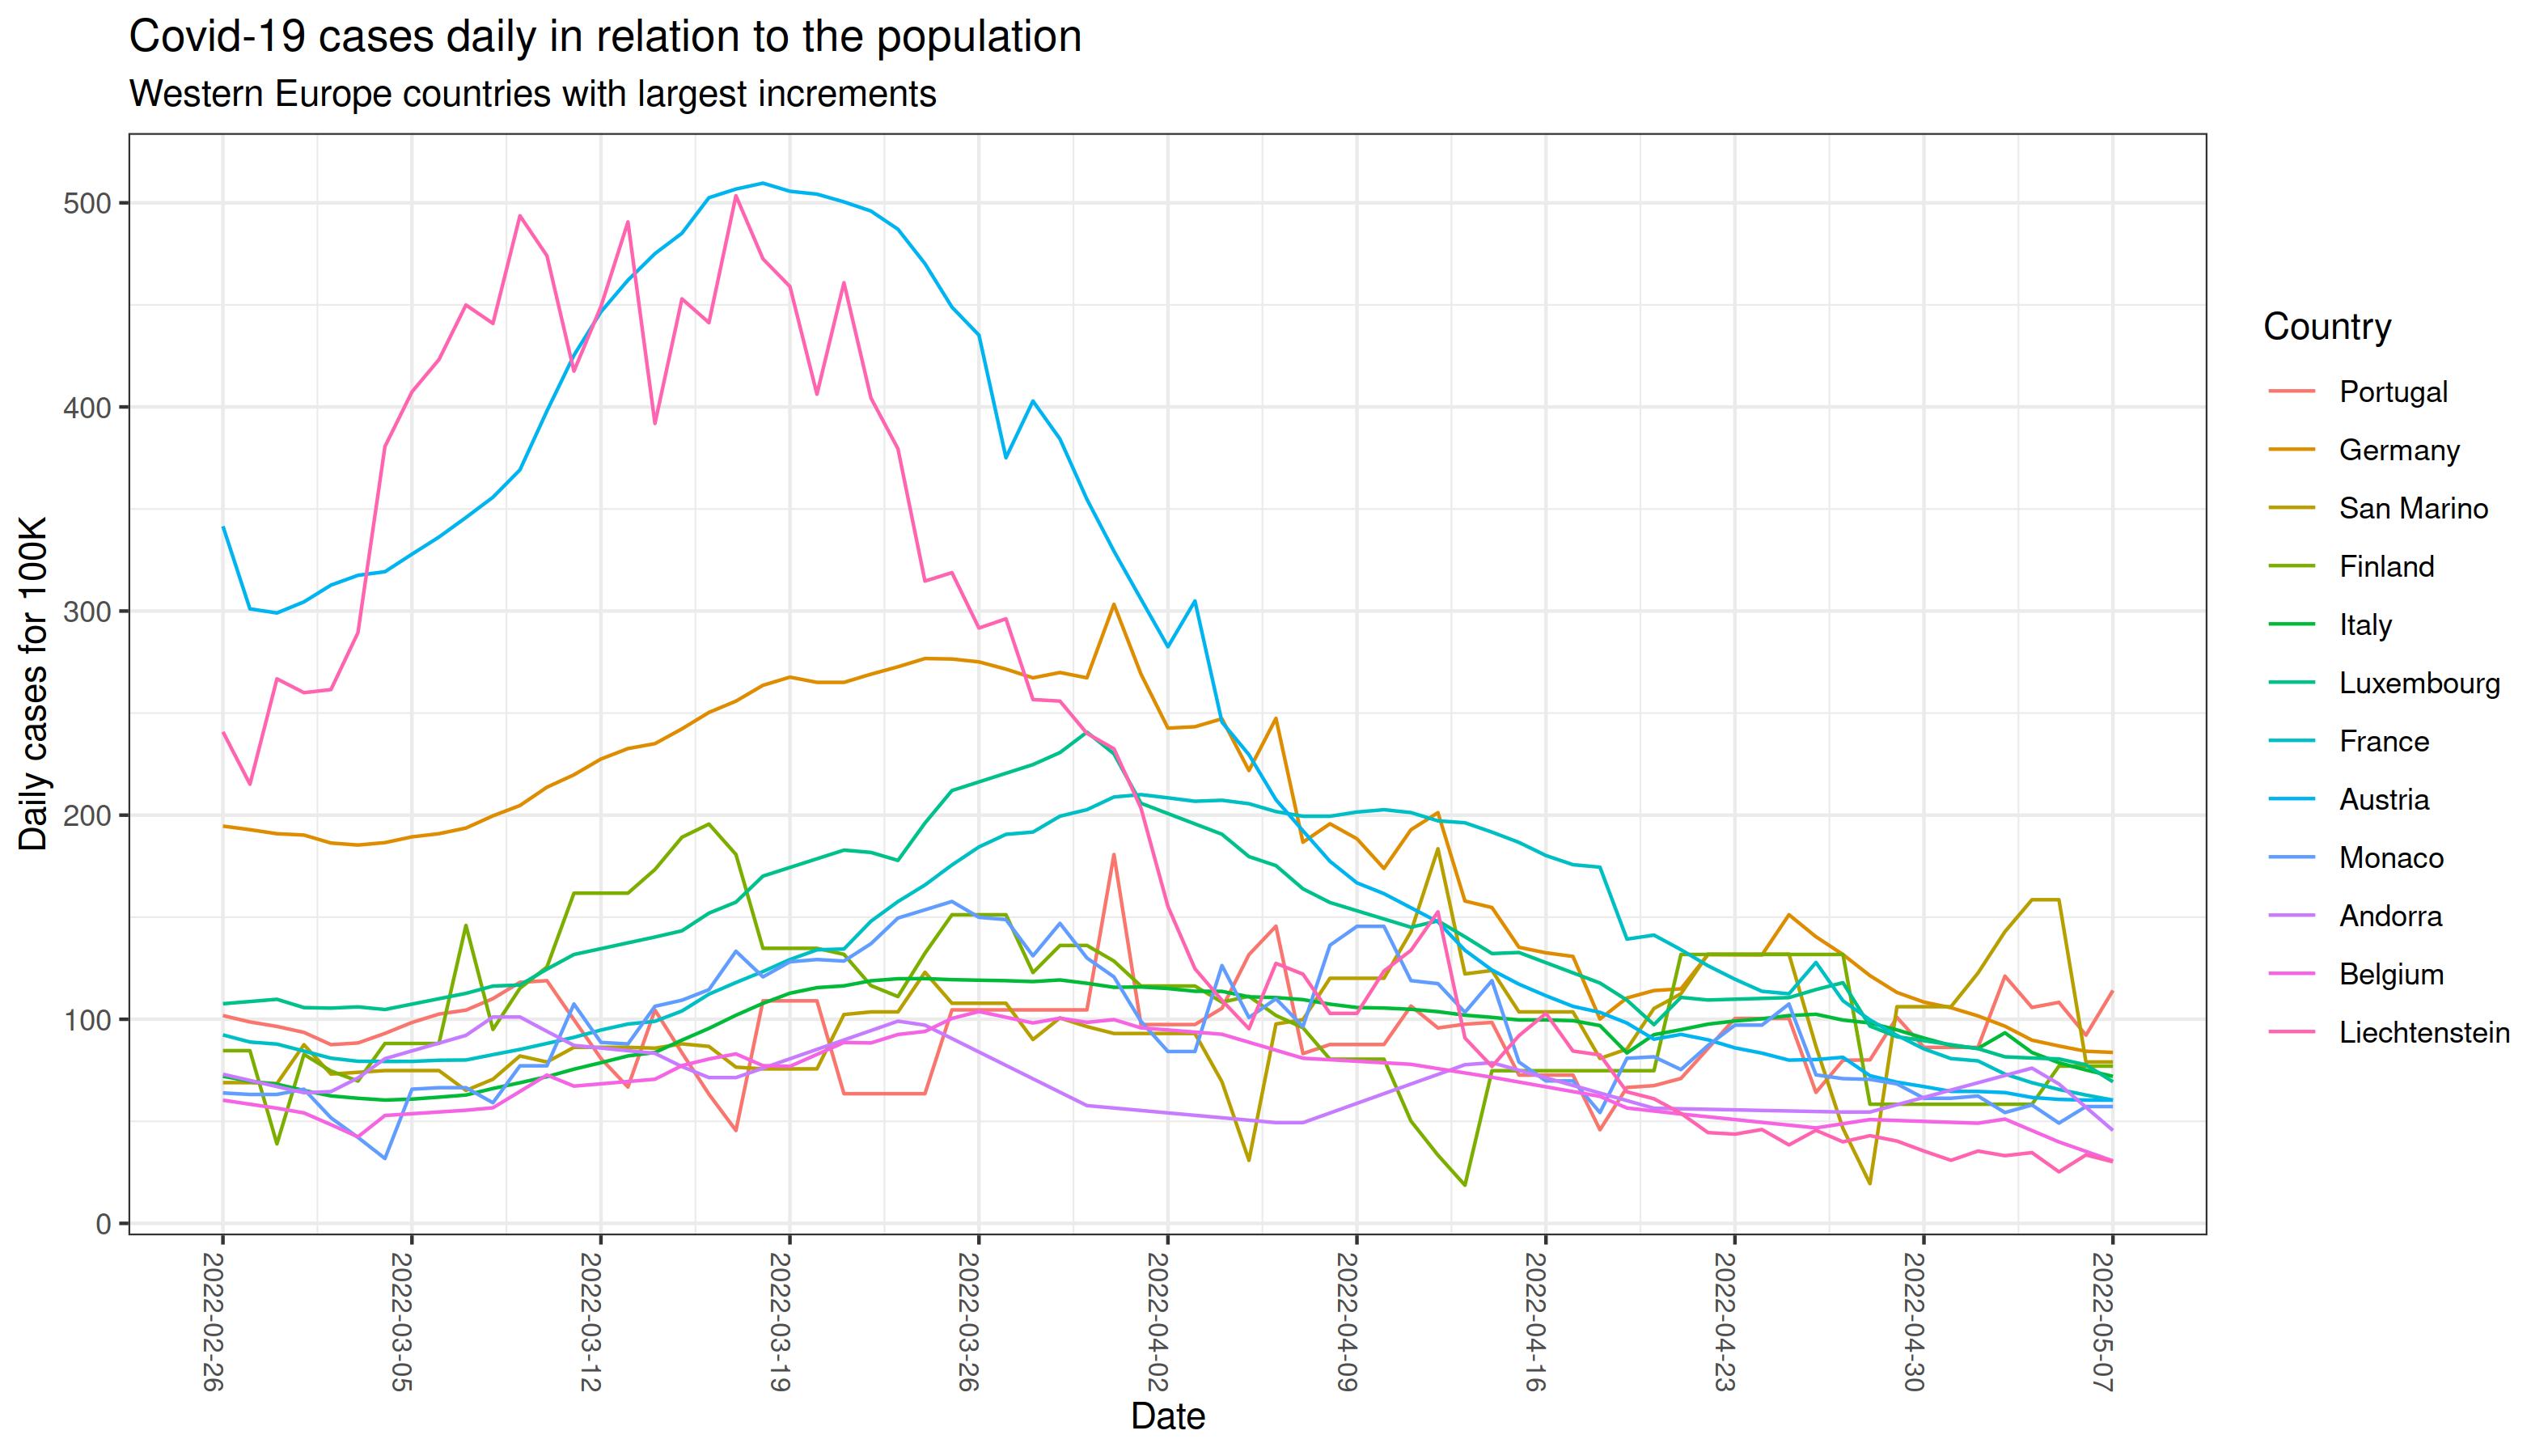 Covid-19 cases daily in relation to the population
Western Europe countries with largest increments
Daily cases for 100K
500
400
300
200
100
0
2022-02-26
2022-03-05
2022-03-12
2022-03-19
2022-03-26
2022-04-02
2022-04-09
2022-04-16
2022-04-23
2022-04-30
2022-05-07
Date
Country
Portugal
Germany
San Marino
Finland
Italy
Luxembourg
France
Austria
Monaco
Andorra
Belgium
Liechtenstein